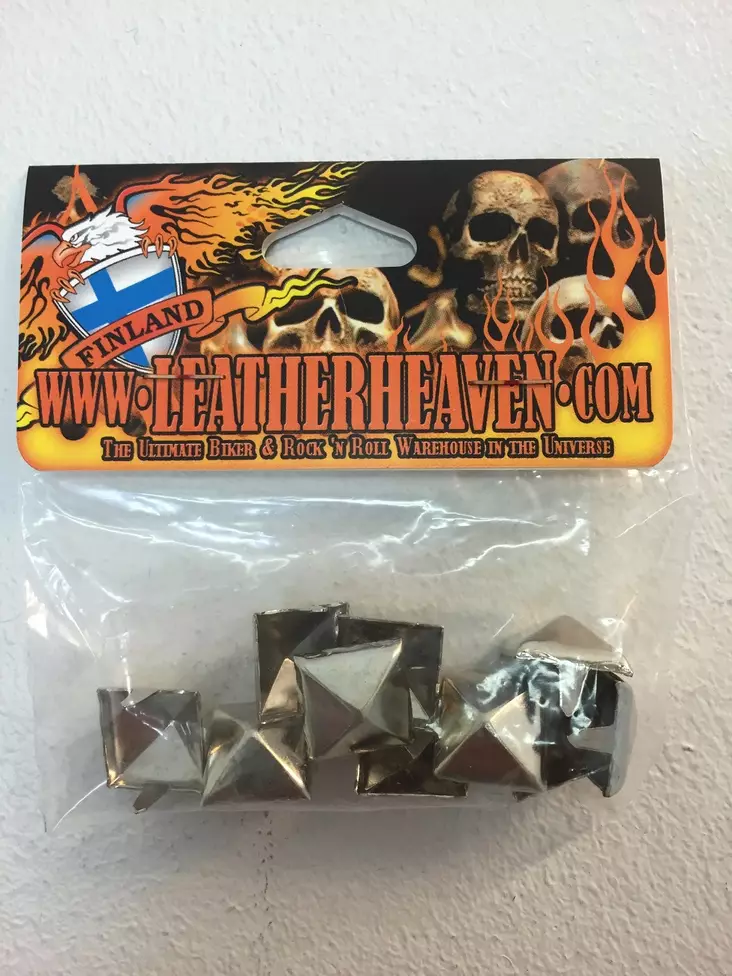 FINLAND
WWW·LEATHERHEAVEN·COM
THE ULTIMATE BIKER & ROCK 'N ROLL WAREHOUSE IN THE UNIVERSE